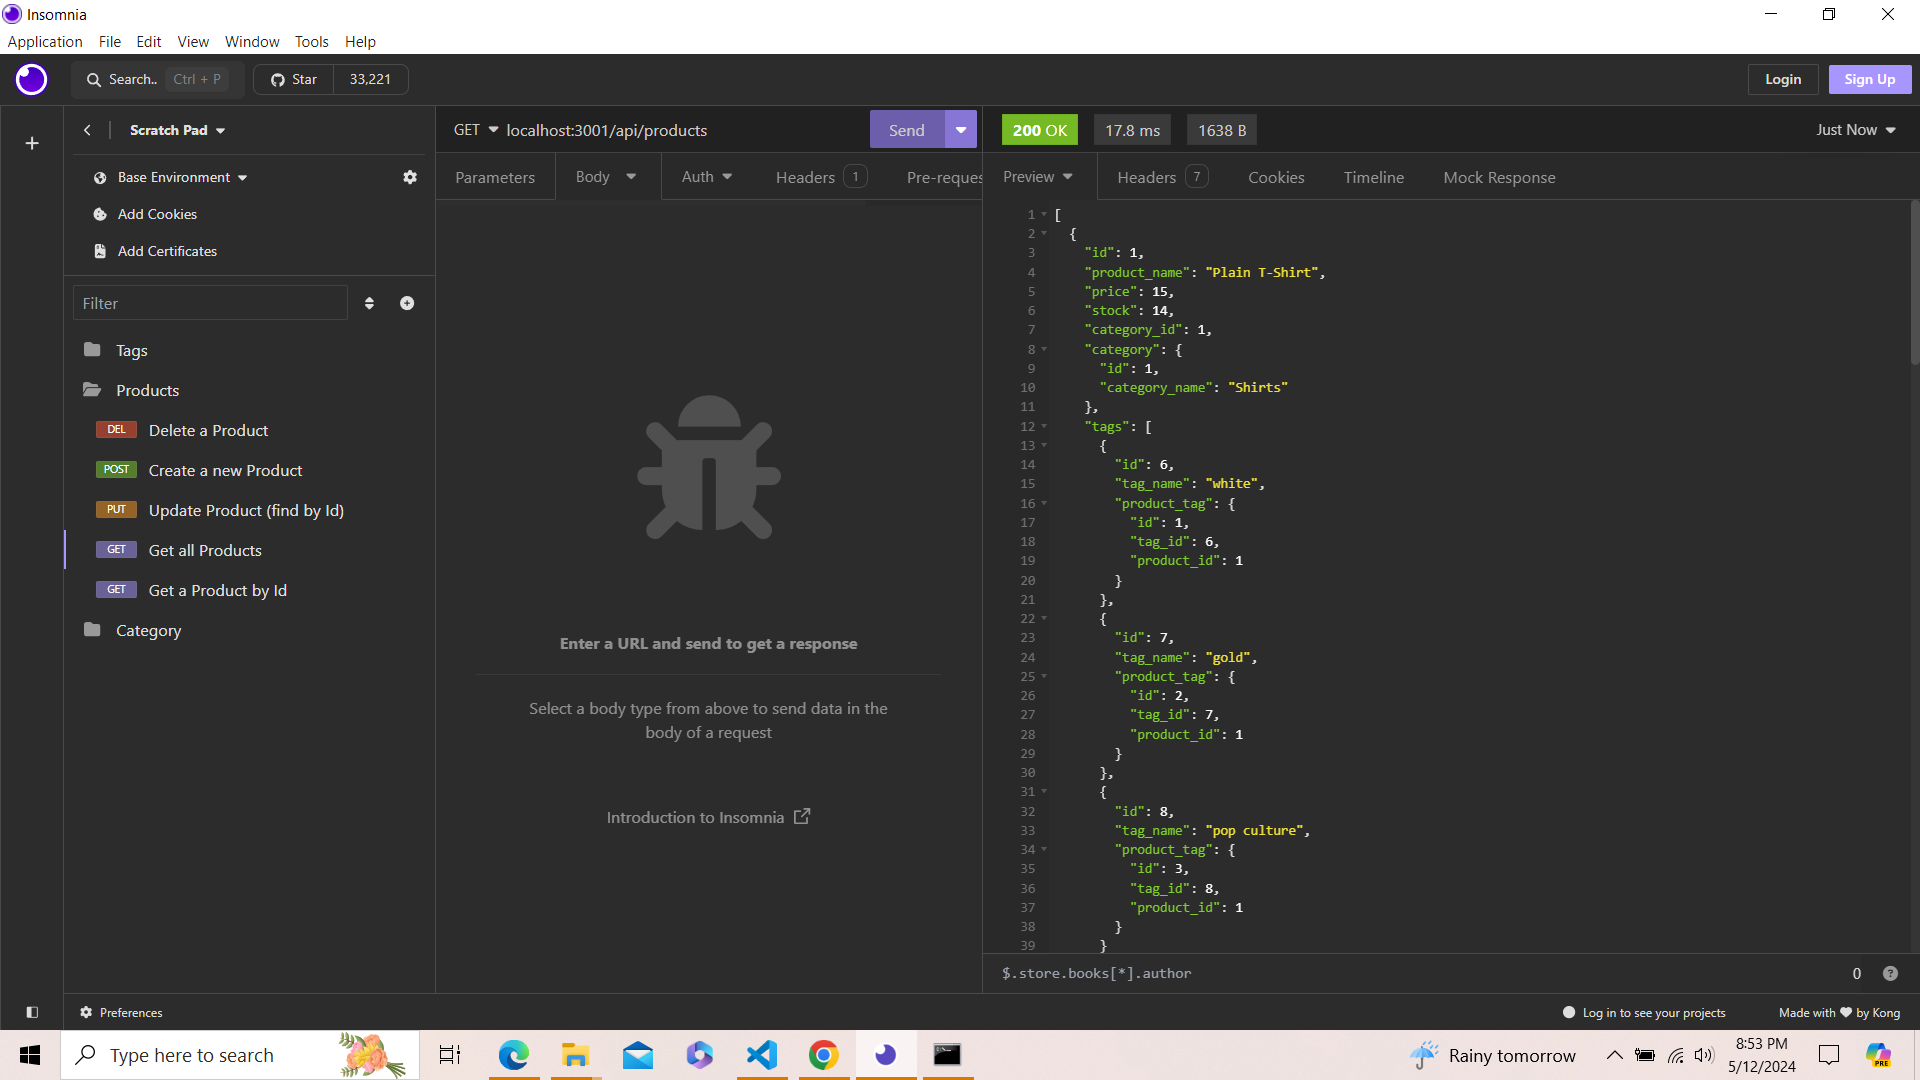 Insomnia
Application File Edit View Window Tools Help
Search.. Ctrl + P
Star 33,221
Login Sign Up
Scratch Pad
Base Environment
Add Cookies
Add Certificates
Filter
Tags
Products
DEL Delete a Product
POST Create a new Product
PUT Update Product (find by Id)
GET Get all Products
GET Get a Product by Id
Category
GET localhost:3001/api/products Send
Parameters Body Auth Headers 1 Pre-reques
Enter a URL and send to get a response
Select a body type from above to send data in the
body of a request
Introduction to Insomnia
200 OK 17.8 ms 1638 B Just Now
Preview Headers 7 Cookies Timeline Mock Response
1 [
2 {
3 "id": 1,
4 "product_name": "Plain T-Shirt",
5 "price": 15,
6 "stock": 14,
7 "category_id": 1,
8 "category": {
9 "id": 1,
10 "category_name": "Shirts"
11 },
12 "tags": [
13 {
14 "id": 6,
15 "tag_name": "white",
16 "product_tag": {
17 "id": 1,
18 "tag_id": 6,
19 "product_id": 1
20 }
21 },
22 {
23 "id": 7,
24 "tag_name": "gold",
25 "product_tag": {
26 "id": 2,
27 "tag_id": 7,
28 "product_id": 1
29 }
30 },
31 {
32 "id": 8,
33 "tag_name": "pop culture",
34 "product_tag": {
35 "id": 3,
36 "tag_id": 8,
37 "product_id": 1
38 }
39 }
$.store.books[*].author 0 ?
Preferences
Log in to see your projects Made with ❤ by Kong
Type here to search
Rainy tomorrow
8:53 PM
5/12/2024
PRE